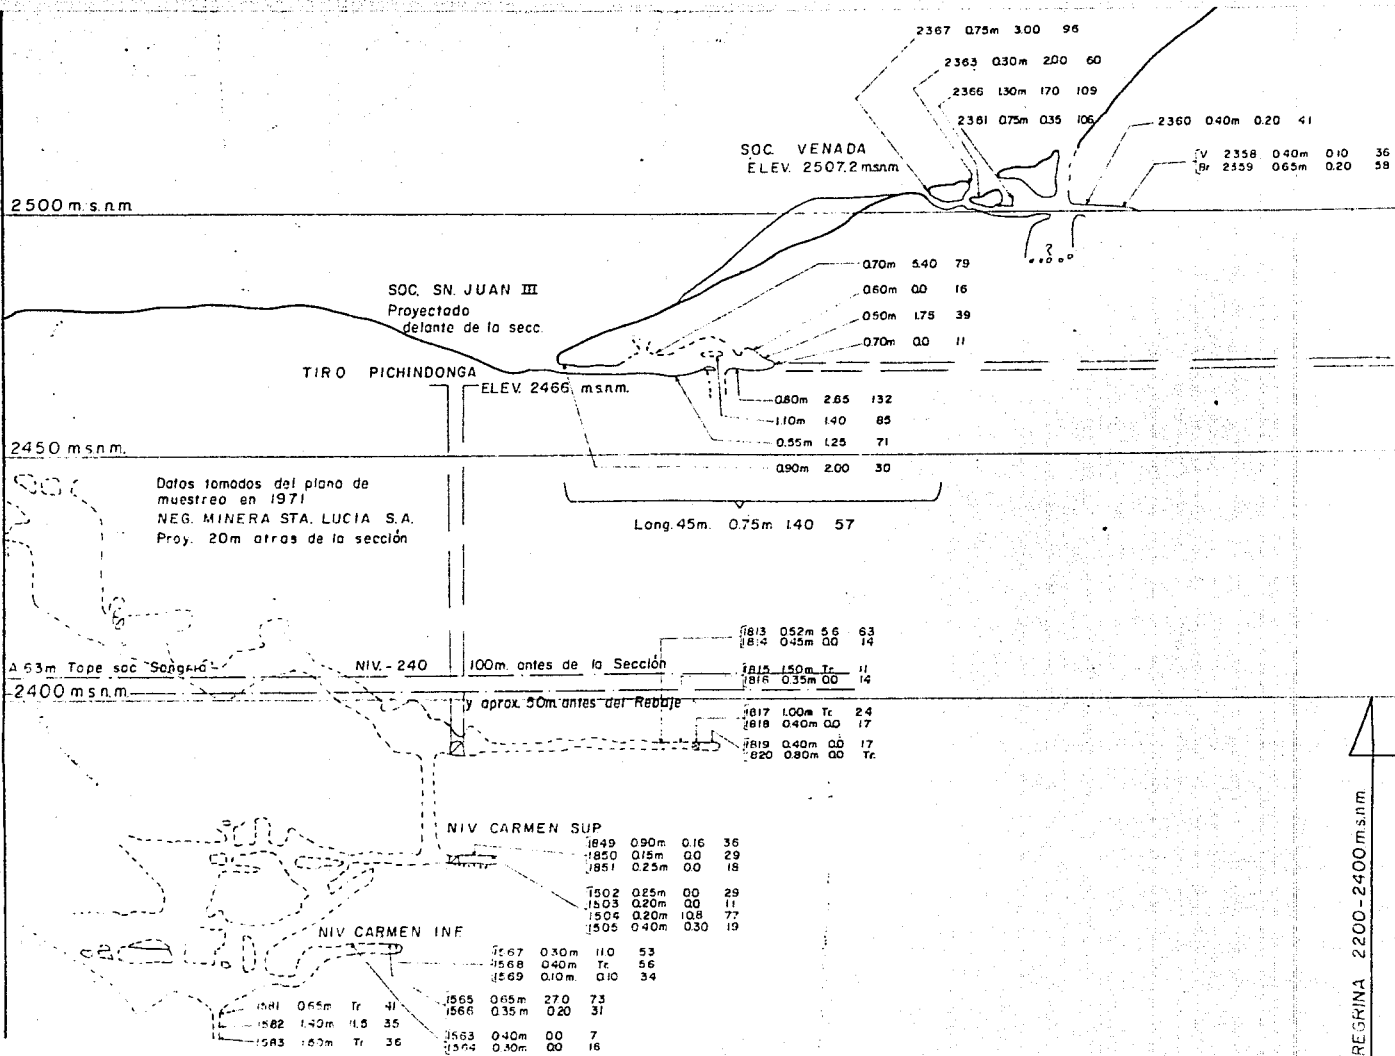 2367 0.75m 3.00 96
2363 0.30m 2.00 60
2366 1.30m 1.70 109
2361 0.75m 0.35 106
2360 0.40m 0.20 41
V 2358 0.40m 0.10 36
Br 2359 0.65m 0.20 58
SOC. VENADA
ELEV. 2507.2 m.s.n.m.
2500 m.s.n.m.
0.70m 5.40 79
0.60m 0.0 16
0.50m 1.75 39
0.70m 0.0 11
SOC. SN. JUAN III
Proyectado
delante de la secc.
TIRO PICHINDONGA
ELEV. 2466 m.s.n.m.
0.80m 2.65 132
1.10m 1.40 85
0.55m 1.25 71
0.90m 2.00 30
2450 m.s.n.m.
Datos tomados del plano de
muestreo en 1971
NEG. MINERA STA. LUCIA S.A.
Proy. 20m atras de la sección
Long. 45m. 0.75m 1.40 57
1813 0.52m 5.6 63
1814 0.45m 0.0 14
A 63m Tope soc "Sangria"
NIV.-240 100m. antes de la Sección
1815 1.50m Tr. 11
1816 0.35m 0.0 14
2400 m.s.n.m.
y aprox. 50m. antes del Rebaje
1817 1.00m Tr. 24
1818 0.40m 0.0 17
1819 0.40m 0.0 17
1820 0.80m 0.0 Tr.
NIV CARMEN SUP
1849 0.90m 0.16 36
1850 0.15m 0.0 29
1851 0.25m 0.0 18
1502 0.25m 0.0 29
1503 0.20m 0.0 11
1504 0.20m 10.8 77
1505 0.40m 0.30 19
NIV CARMEN INF
1567 0.30m 11.0 53
1568 0.40m Tr. 56
1569 0.10m. 0.10 34
1565 0.65m 27.0 73
1566 0.35m 0.20 31
1581 0.65m Tr 41
1582 1.40m 11.5 35
1583 1.50m Tr 36
1563 0.40m 0.0 7
1564 0.30m 0.0 16
REGRINA 2200-2400 m.s.n.m.